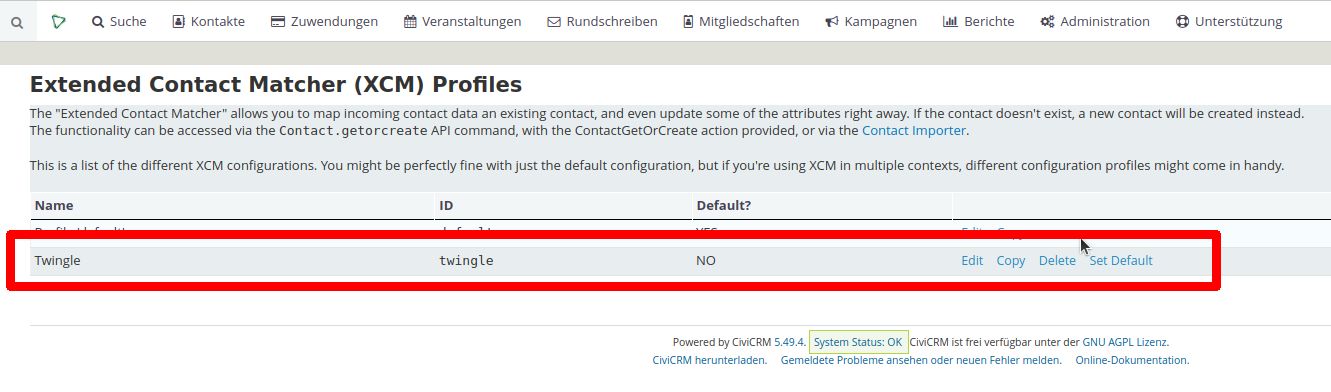 Suche Kontakte Zuwendungen Veranstaltungen Rundschreiben Mitgliedschaften Kampagnen Berichte Administration Unterstützung
Extended Contact Matcher (XCM) Profiles
The "Extended Contact Matcher" allows you to map incoming contact data an existing contact, and even update some of the attributes right away. If the contact doesn't exist, a new contact will be created instead.
The functionality can be accessed via the Contact.getorcreate API command, with the ContactGetOrCreate action provided, or via the Contact Importer.
This is a list of the different XCM configurations. You might be perfectly fine with just the default configuration, but if you're using XCM in multiple contexts, different configuration profiles might come in handy.
Name ID Default?
YES Edit Copy
Twingle twingle NO Edit Copy Delete Set Default
Powered by CiviCRM 5.49.4. System Status: OK CiviCRM ist frei verfügbar unter der GNU AGPL Lizenz.
CiviCRM herunterladen. Gemeldete Probleme ansehen oder neuen Fehler melden. Online-Dokumentation.